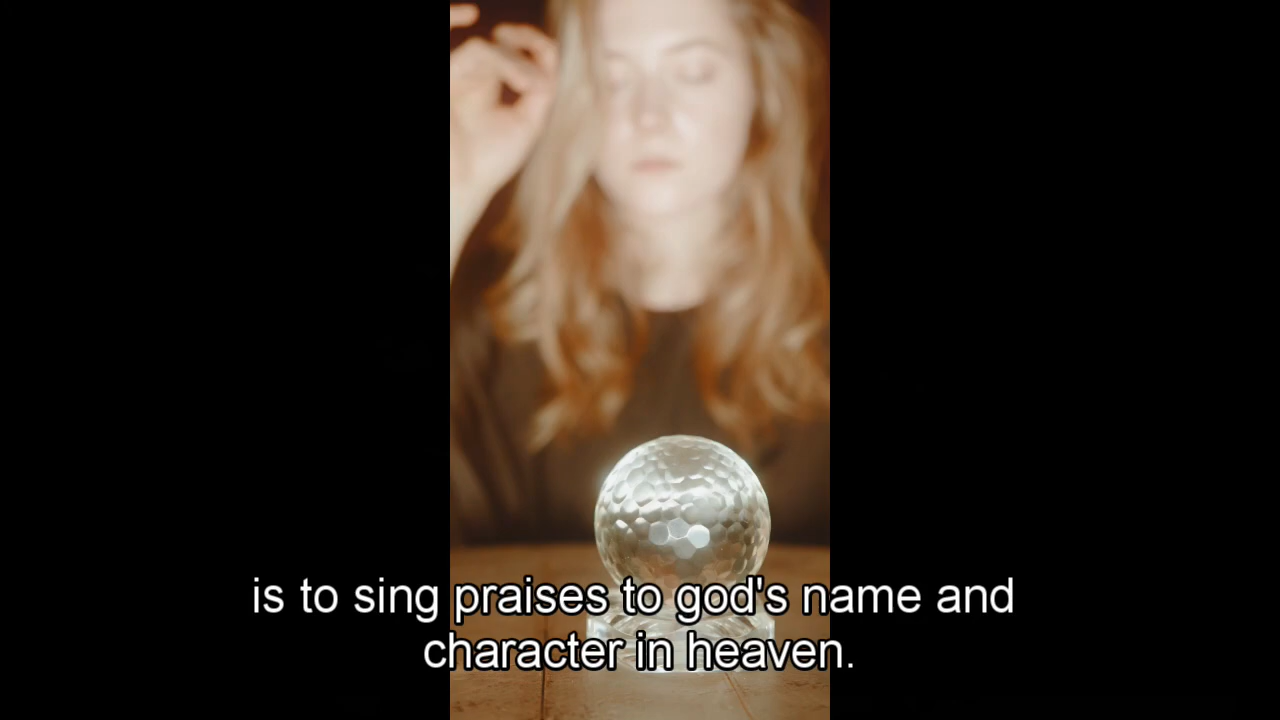 is to sing praises to god's name and
character in heaven.